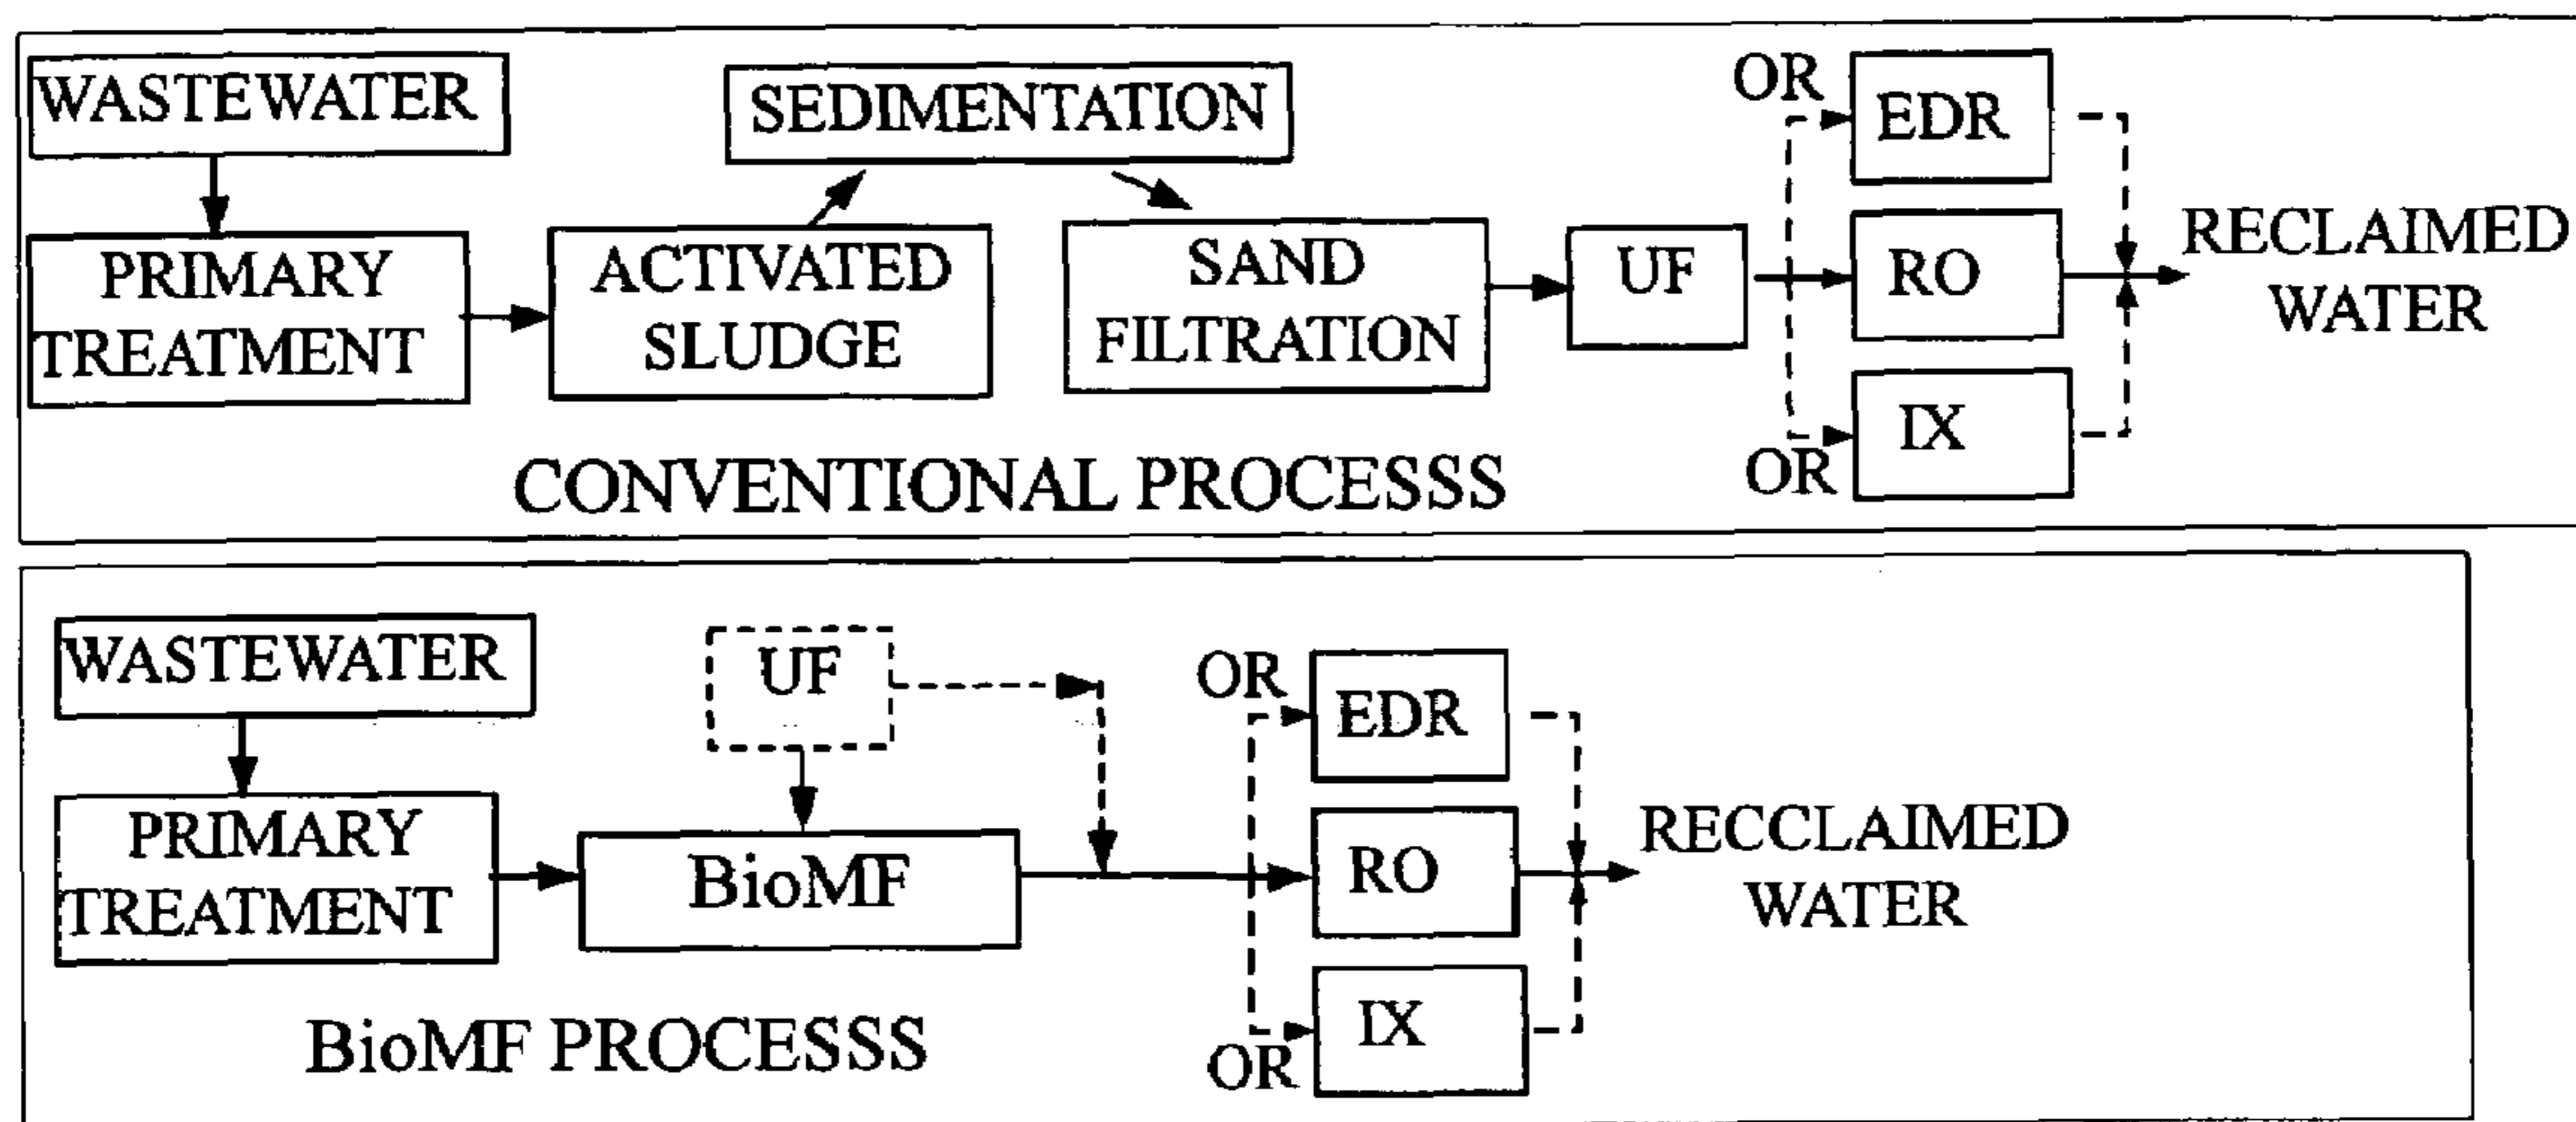 WASTEWATER
PRIMARY
TREATMENT
ACTIVATED
SLUDGE
SEDIMENTATION
SAND
FILTRATION
UF
OR
EDR
RO
IX
OR
RECLAIMED
WATER
CONVENTIONAL PROCESSS
WASTEWATER
PRIMARY
TREATMENT
UF
BioMF
OR
EDR
RO
IX
OR
RECCLAIMED
WATER
BioMF PROCESSS